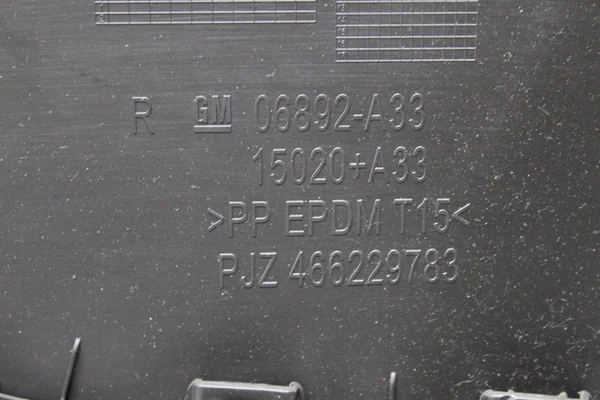 R GM 06892-A33
15020+A33
>PP EPDM T15<
PJZ 466229783